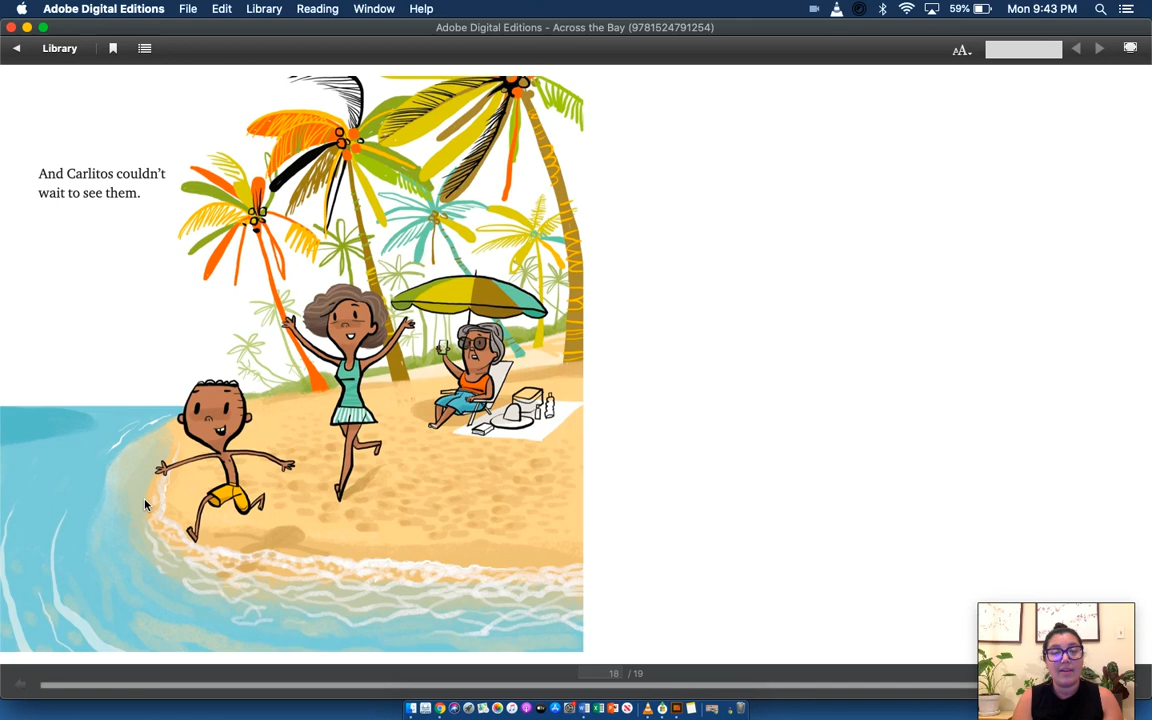 Adobe Digital Editions File Edit Library Reading Window Help 59% Mon 9:43 PM
Adobe Digital Editions - Across the Bay (9781524791254)
Library AA
And Carlitos couldn't
wait to see them.
18 / 19